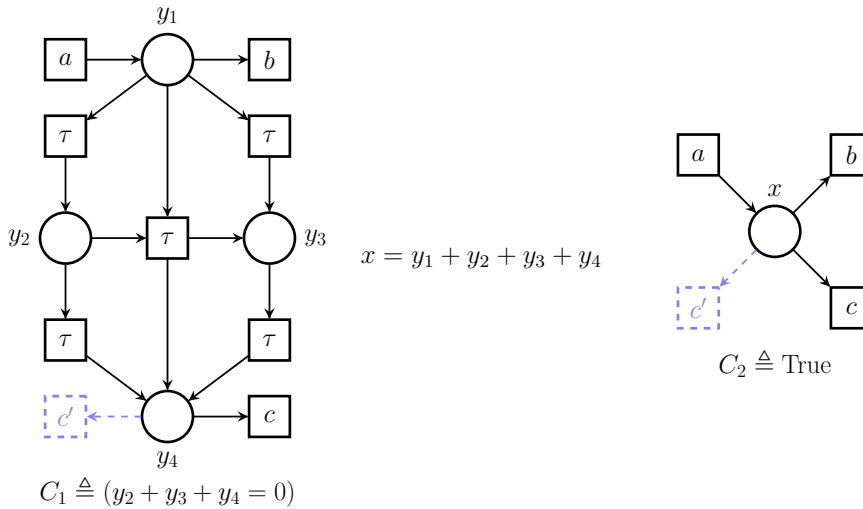 y₁
a
b
τ
τ
a
b
x
y₂
τ
y₃
x = y₁ + y₂ + y₃ + y₄
c′
c
τ
τ
C₂ ≜ True
c′
c
y₄
C₁ ≜ (y₂ + y₃ + y₄ = 0)